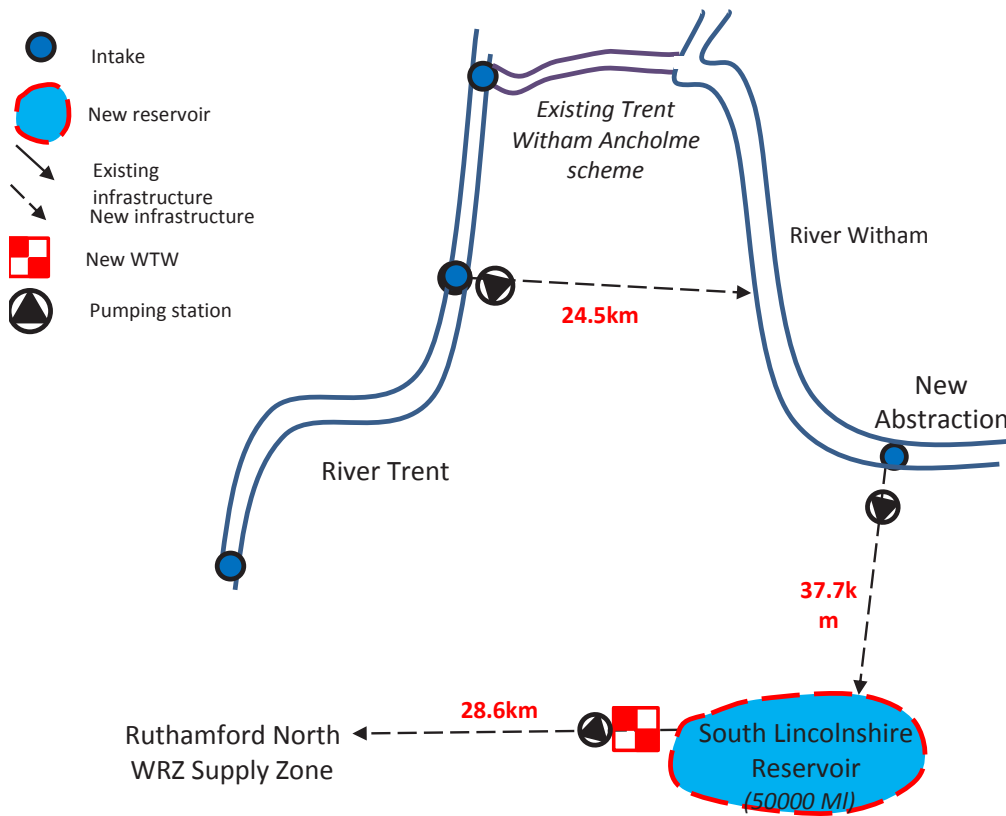 Intake
New reservoir
Existing
infrastructure
New infrastructure
New WTW
Pumping station
Existing Trent
Witham Ancholme
scheme
River Witham
24.5km
New
Abstraction
River Trent
37.7k
m
28.6km
Ruthamford North
WRZ Supply Zone
South Lincolnshire
Reservoir
(50000 Ml)